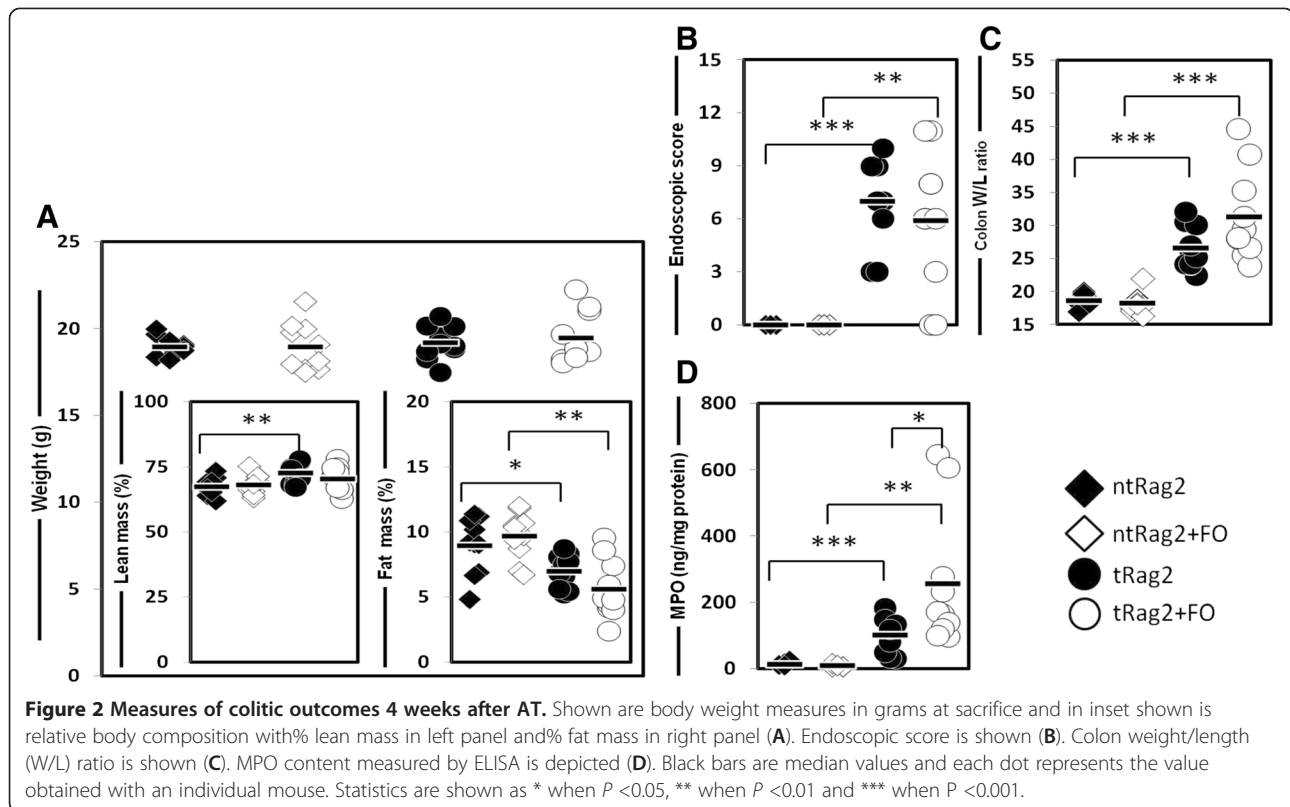 A
25
20
15
10
5
0
Weight (g)
100
75
50
25
0
Lean mass (%)
**
20
15
10
5
0
Fat mass (%)
*
**
B
15
12
9
6
3
0
Endoscopic score
***
**
C
55
50
45
40
35
30
25
20
15
Colon W/L ratio
***
***
D
800
600
400
200
0
MPO (ng/mg protein)
***
**
*
ntRag2
ntRag2+FO
tRag2
tRag2+FO
Figure 2 Measures of colitic outcomes 4 weeks after AT. Shown are body weight measures in grams at sacrifice and in inset shown is
relative body composition with% lean mass in left panel and% fat mass in right panel (A). Endoscopic score is shown (B). Colon weight/length
(W/L) ratio is shown (C). MPO content measured by ELISA is depicted (D). Black bars are median values and each dot represents the value
obtained with an individual mouse. Statistics are shown as * when P <0.05, ** when P <0.01 and *** when P <0.001.